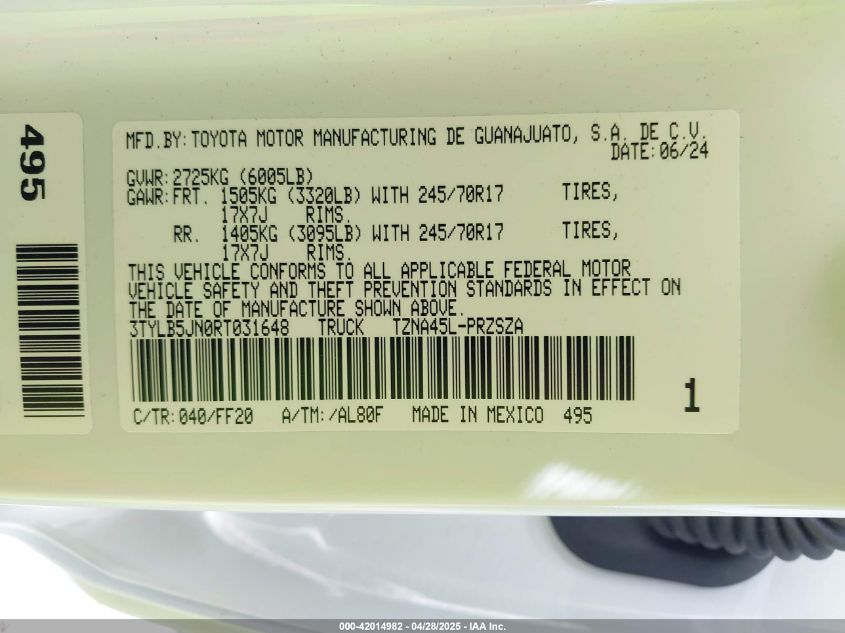 495
MFD.BY:TOYOTA MOTOR MANUFACTURING DE GUANAJUATO, S.A. DE C.V.
DATE:06/24
GVWR:2725KG (6005LB)
GAWR:FRT. 1505KG (3320LB) WITH 245/70R17 TIRES,
17X7J RIMS.
RR. 1405KG (3095LB) WITH 245/70R17 TIRES,
17X7J RIMS.
THIS VEHICLE CONFORMS TO ALL APPLICABLE FEDERAL MOTOR
VEHICLE SAFETY AND THEFT PREVENTION STANDARDS IN EFFECT ON
THE DATE OF MANUFACTURE SHOWN ABOVE.
3TYLB5JN0RT031648 TRUCK TZNA45L-PRZSZA
1
C/TR:040/FF20 A/TM:/AL80F MADE IN MEXICO 495
000-42014982 - 04/28/2025 - IAA Inc.